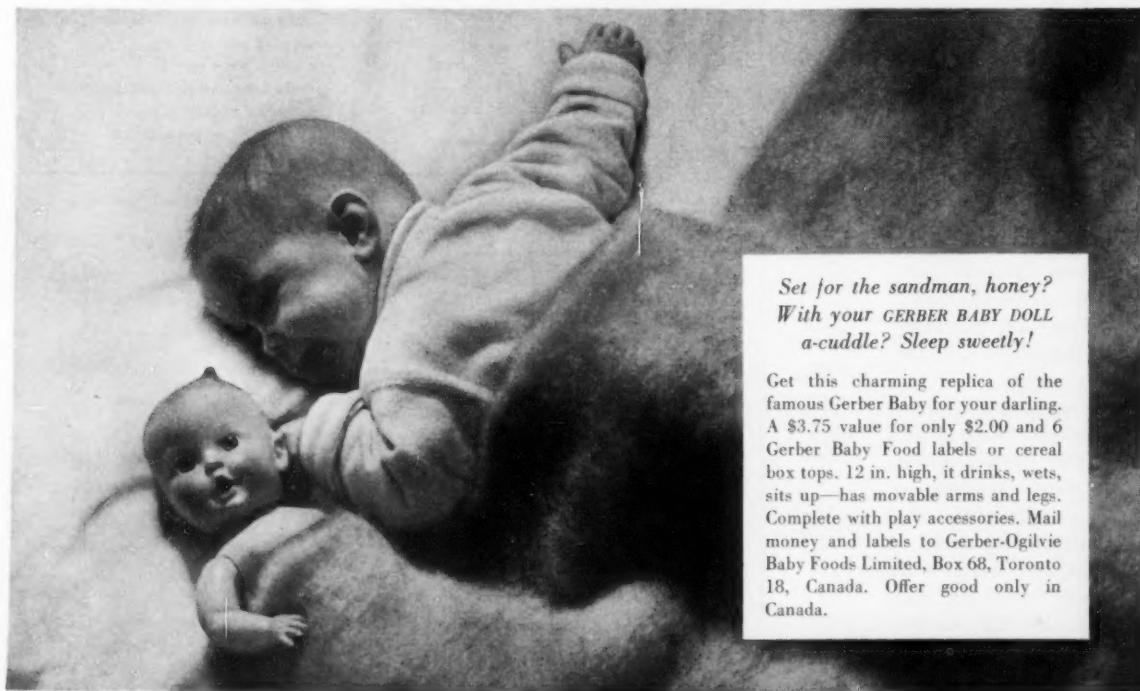 Set for the sandman, honey?
With your GERBER BABY DOLL
a-cuddle? Sleep sweetly!
Get this charming replica of the
famous Gerber Baby for your darling.
A $3.75 value for only $2.00 and 6
Gerber Baby Food labels or cereal
box tops. 12 in. high, it drinks, wets,
sits up—has movable arms and legs.
Complete with play accessories. Mail
money and labels to Gerber-Ogilvie
Baby Foods Limited, Box 68, Toronto
18, Canada. Offer good only in
Canada.